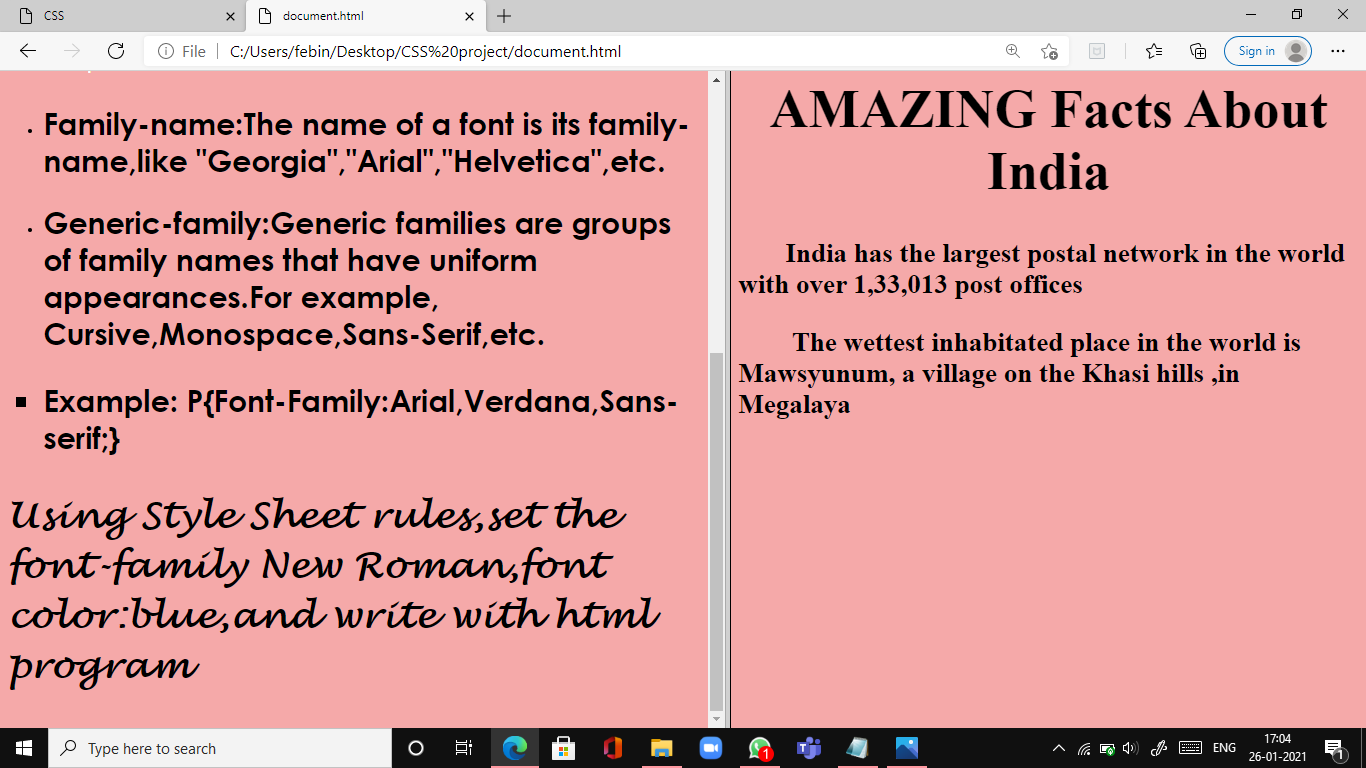 CSS
document.html
File
C:/Users/febin/Desktop/CSS%20project/document.html
Sign in
Family-name:The name of a font is its family-
name,like "Georgia","Arial","Helvetica",etc.
Generic-family:Generic families are groups
of family names that have uniform
appearances.For example,
Cursive,Monospace,Sans-Serif,etc.
Example: P{Font-Family:Arial,Verdana,Sans-
serif;}
Using Style Sheet rules,set the
font-family New Roman,font
color:blue,and write with html
program
AMAZING Facts About
India
India has the largest postal network in the world
with over 1,33,013 post offices
The wettest inhabitated place in the world is
Mawsyunum, a village on the Khasi hills ,in
Megalaya
Type here to search
1
ENG
17:04
26-01-2021
1